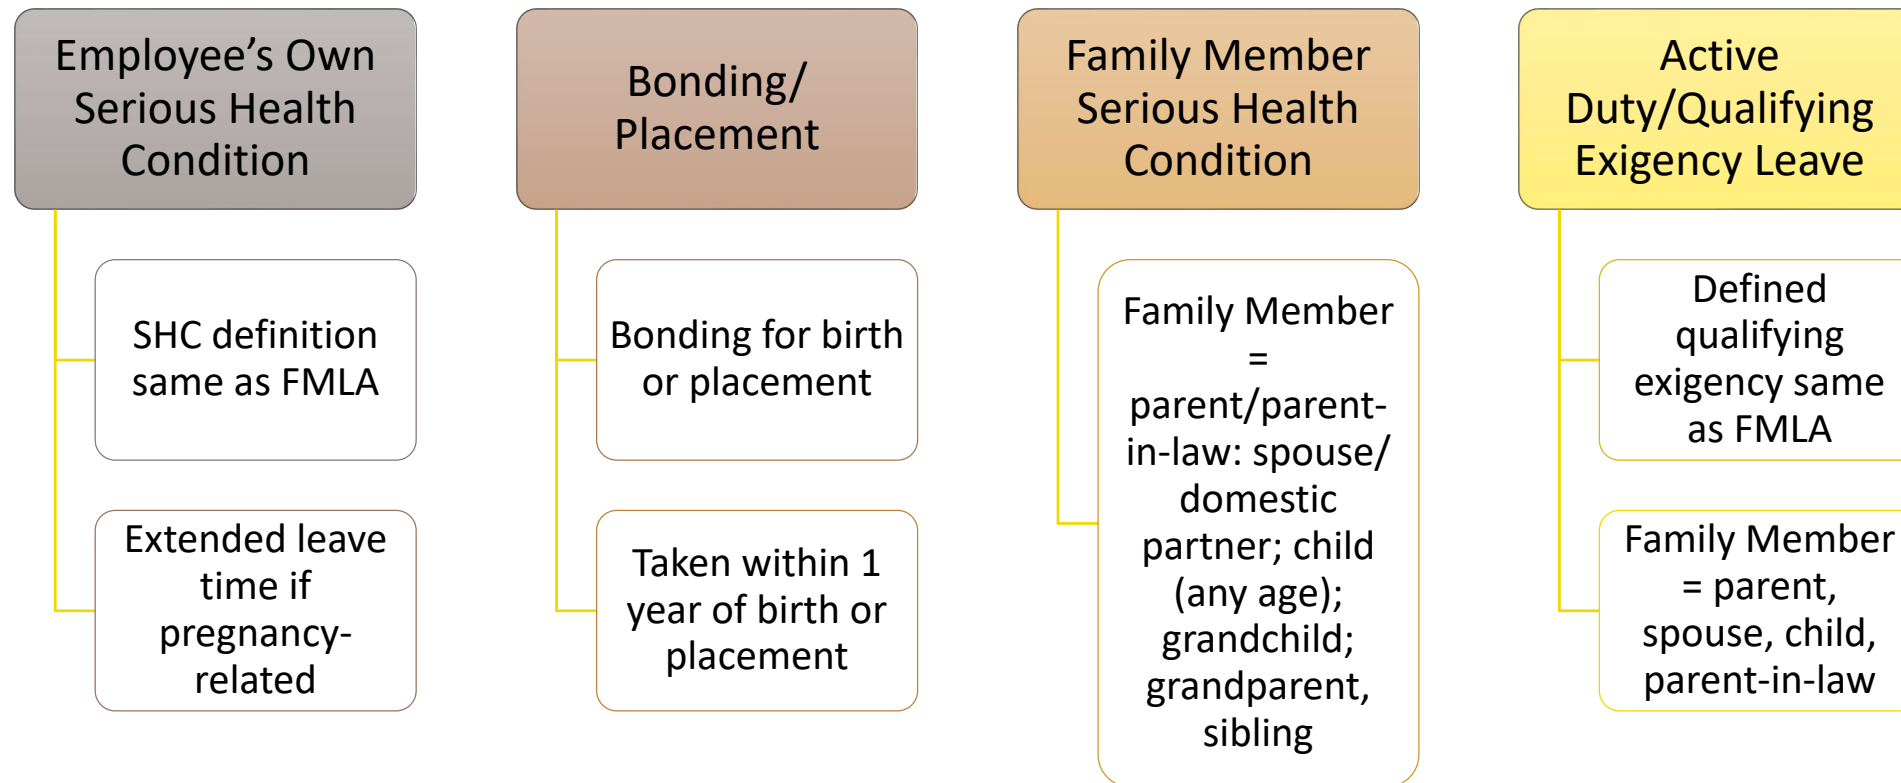 Employee’s Own
Serious Health
Condition
SHC definition
same as FMLA
Extended leave
time if
pregnancy-
related
Bonding/
Placement
Bonding for birth
or placement
Taken within 1
year of birth or
placement
Family Member
Serious Health
Condition
Family Member
=
parent/parent-
in-law: spouse/
domestic
partner; child
(any age);
grandchild;
grandparent,
sibling
Active
Duty/Qualifying
Exigency Leave
Defined
qualifying
exigency same
as FMLA
Family Member
= parent,
spouse, child,
parent-in-law